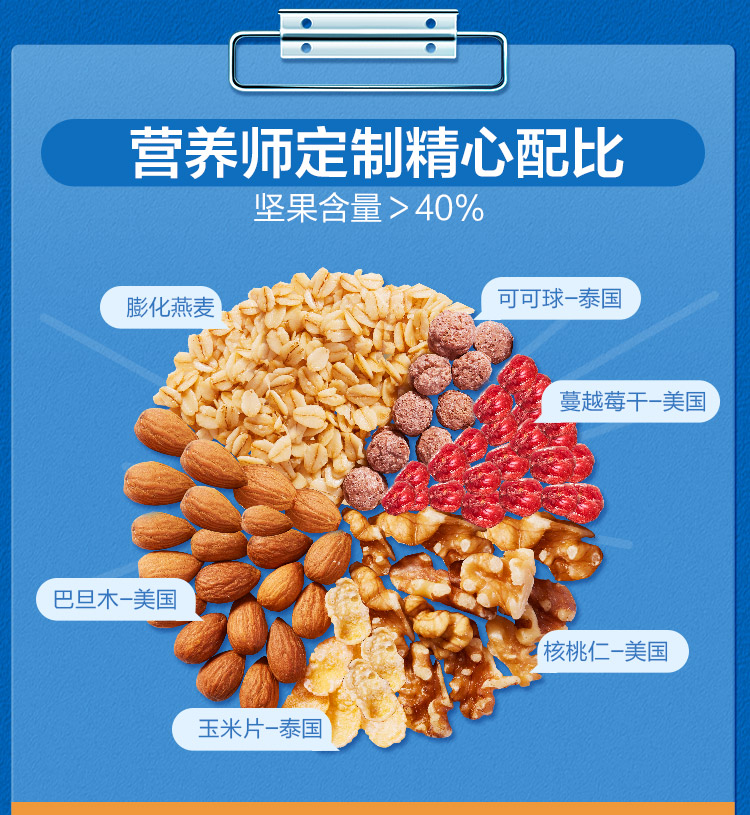 营养师定制精心配比
坚果含量＞40%
膨化燕麦
可可球-泰国
蔓越莓干-美国
巴旦木-美国
核桃仁-美国
玉米片-泰国